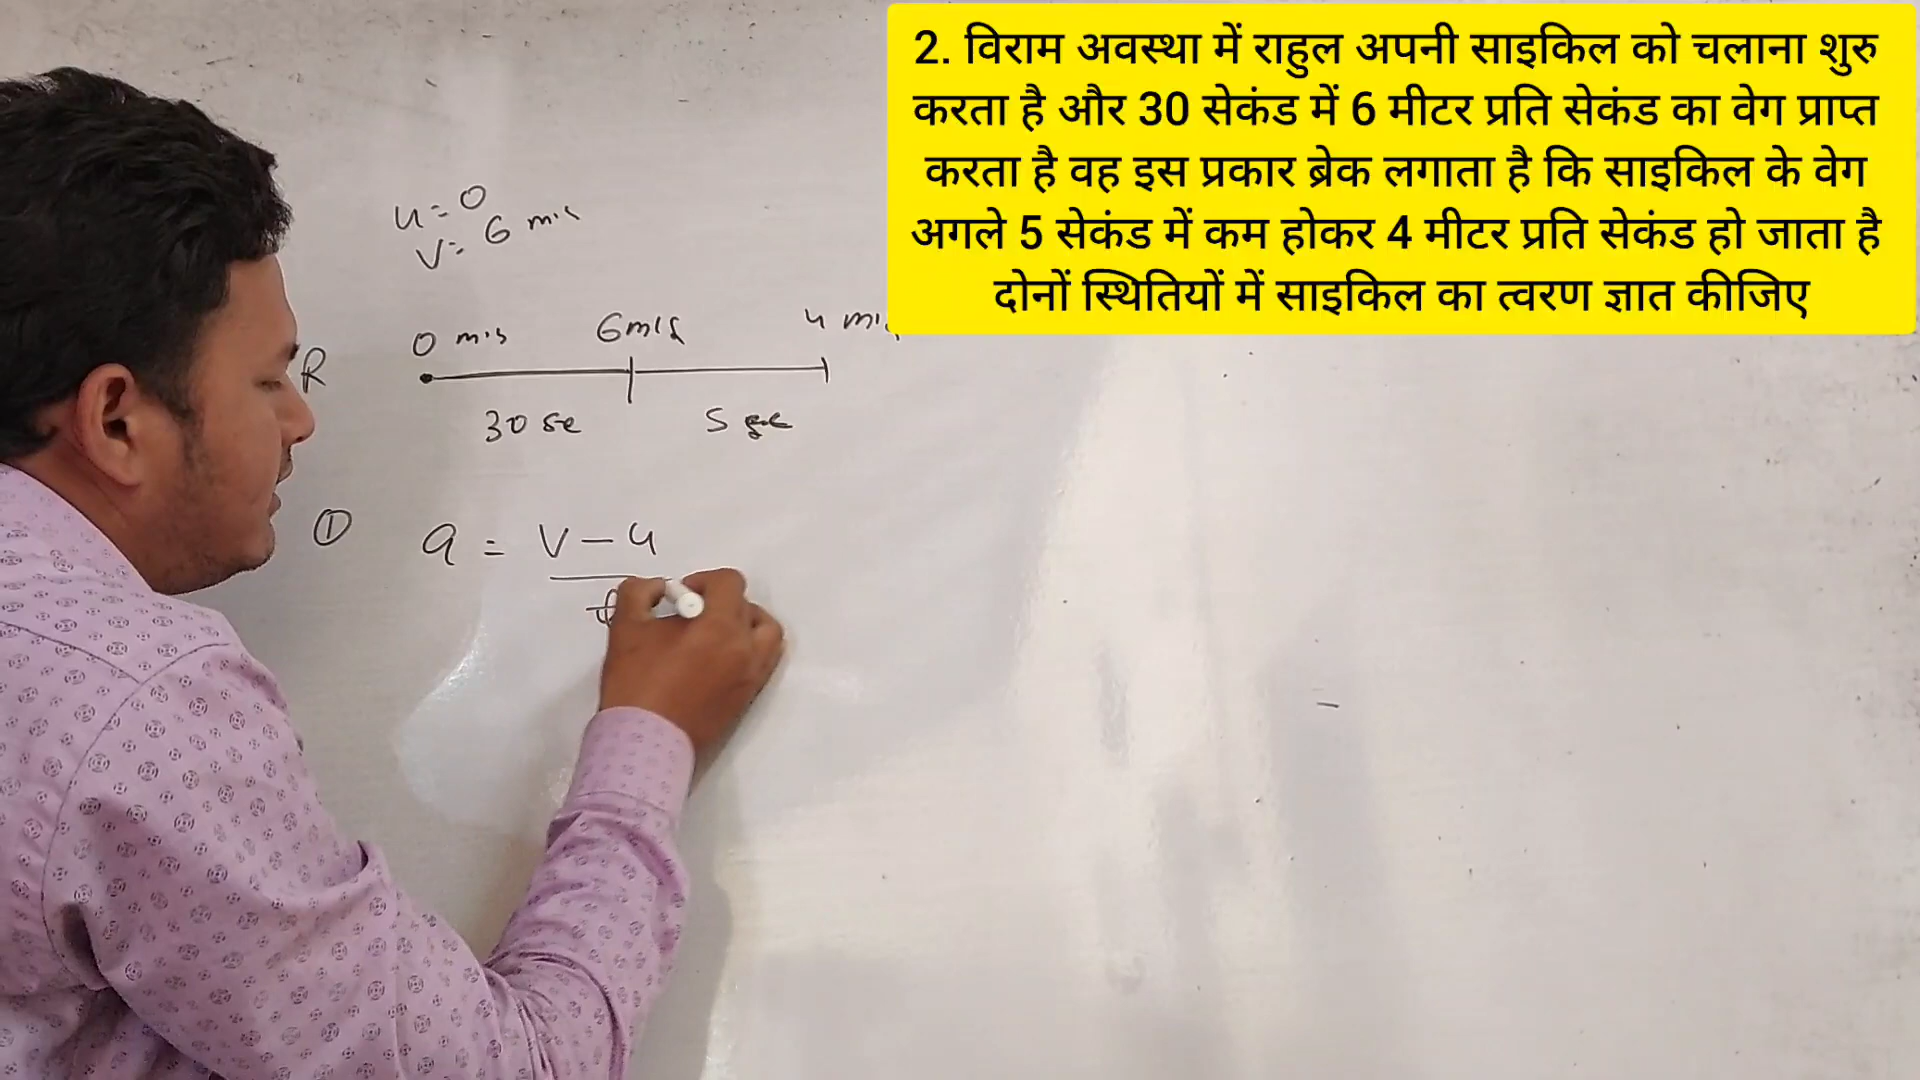 2. विराम अवस्था में राहुल अपनी साइकिल को चलाना शुरु
करता है और 30 सेकंड में 6 मीटर प्रति सेकंड का वेग प्राप्त
करता है वह इस प्रकार ब्रेक लगाता है कि साइकिल के वेग
अगले 5 सेकंड में कम होकर 4 मीटर प्रति सेकंड हो जाता है
दोनों स्थितियों में साइकिल का त्वरण ज्ञात कीजिए
u = 0
v = 6 m/s
0 m/s 6m/s 4
R
30 se 5 sec
① a = v - u
t